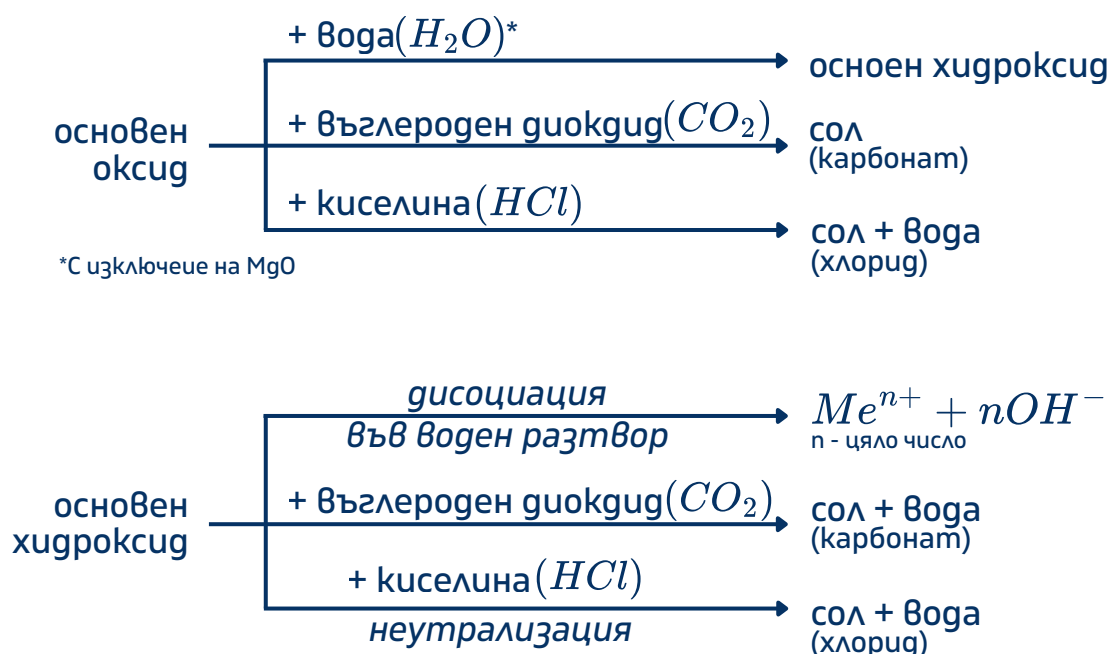 + вода(H₂O)*
осноен хидроксид
основен
оксид
+ въглероден диокдид(CO₂)
сол
(карбонат)
+ киселина(HCl)
сол + вода
(хлорид)
*С изключеие на MgO
дисоциация
във воден разтвор
Meⁿ⁺ + nOH⁻
n - цяло число
основен
хидроксид
+ въглероден диокдид(CO₂)
сол + вода
(карбонат)
+ киселина(HCl)
неутрализация
сол + вода
(хлорид)